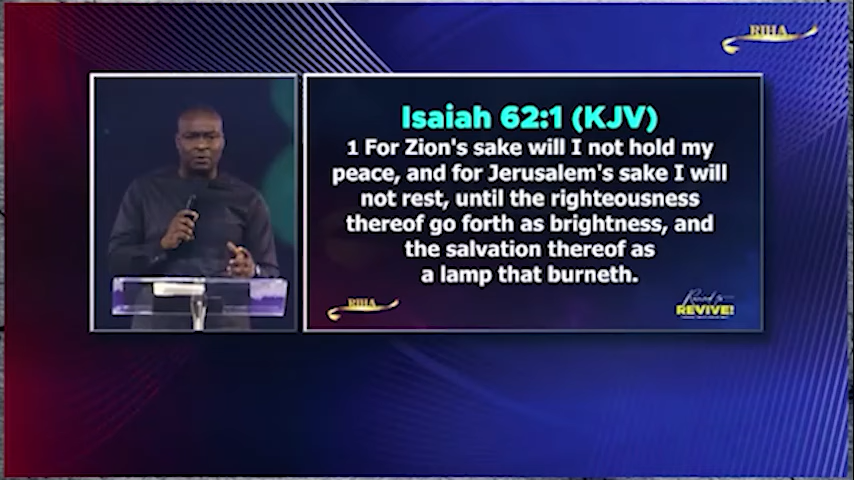 RIHA
Isaiah 62:1 (KJV)
1 For Zion's sake will I not hold my
peace, and for Jerusalem's sake I will
not rest, until the righteousness
thereof go forth as brightness, and
the salvation thereof as
a lamp that burneth.
RIHA
REVIVE!